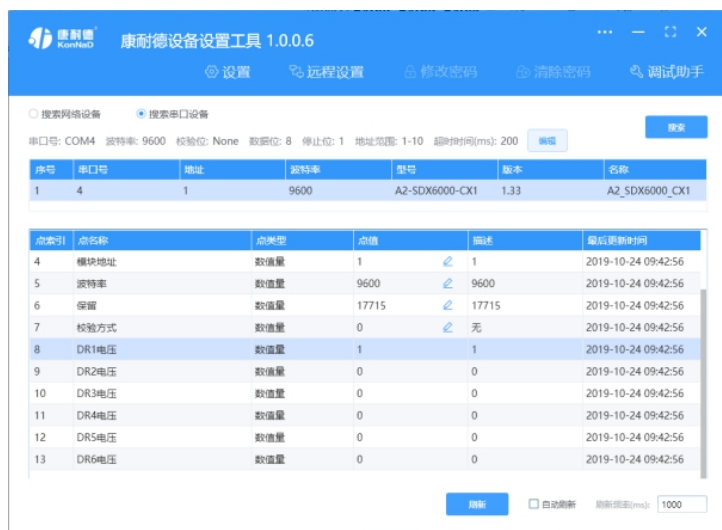 康耐德 KonNaD 康耐德设备设置工具 1.0.0.6
设置 远程设置 修改密码 清除密码 调试助手
搜索网络设备 搜索串口设备
搜索
串口号: COM4 波特率: 9600 校验位: None 数据位: 8 停止位: 1 地址范围: 1-10 超时时间(ms): 200 编辑
序号 串口号 地址 波特率 型号 版本 名称
1 4 1 9600 A2-SDX6000-CX1 1.33 A2_SDX6000_CX1
点索引 点名称 点类型 点值 描述 最后更新时间
4 模块地址 数值量 1 1 2019-10-24 09:42:56
5 波特率 数值量 9600 9600 2019-10-24 09:42:56
6 保留 数值量 17715 17715 2019-10-24 09:42:56
7 校验方式 数值量 0 无 2019-10-24 09:42:56
8 DR1电压 数值量 1 1 2019-10-24 09:42:56
9 DR2电压 数值量 0 0 2019-10-24 09:42:56
10 DR3电压 数值量 0 0 2019-10-24 09:42:56
11 DR4电压 数值量 0 0 2019-10-24 09:42:56
12 DR5电压 数值量 0 0 2019-10-24 09:42:56
13 DR6电压 数值量 0 0 2019-10-24 09:42:56
刷新 自动刷新 刷新频率(ms): 1000